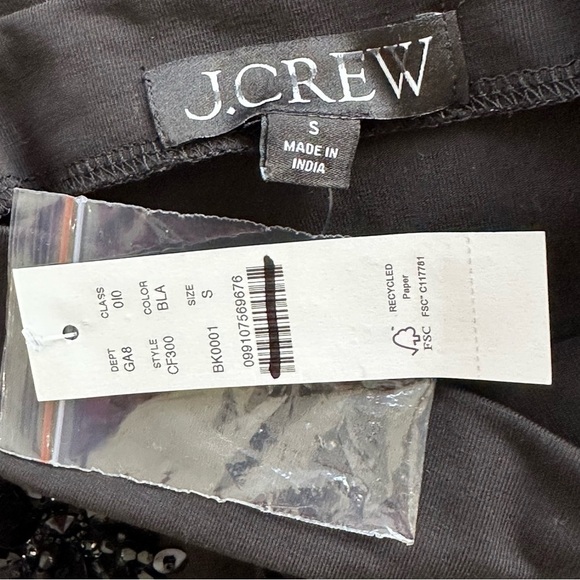 J.CREW
S
MADE IN
INDIA
DEPT CLASS
GA8 010
STYLE COLOR
CF300 BLA
SIZE
BK0001 S
099107569676
RECYCLED
Paper
FSC® C117781
FSC